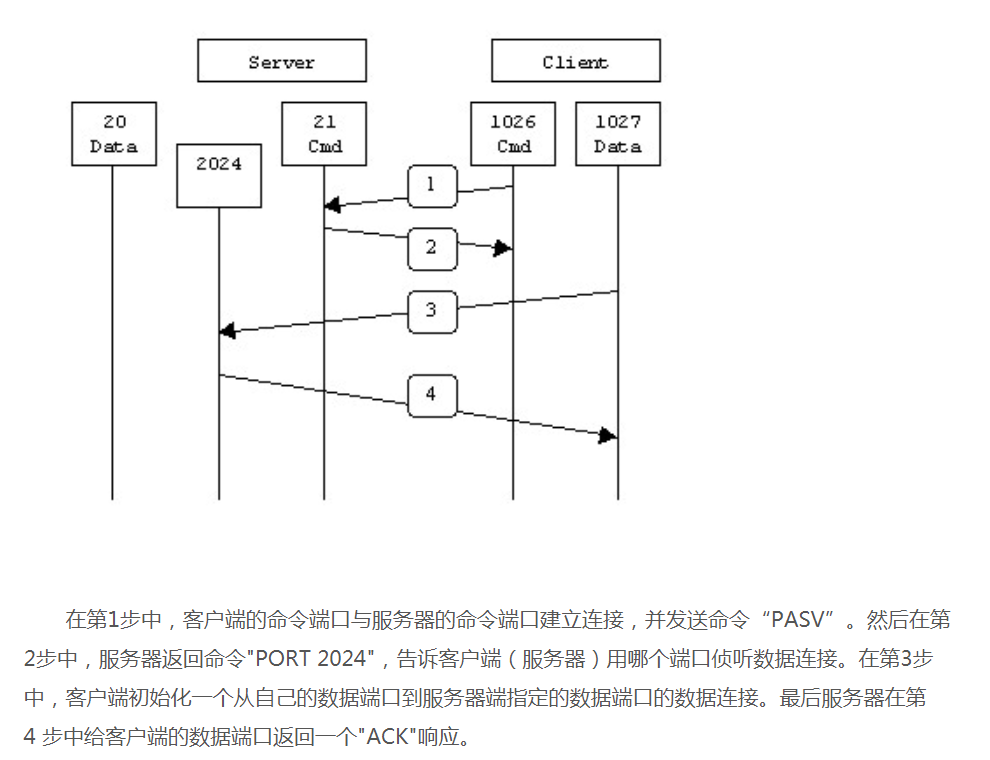 Server
Client
20
Data
2024
21
Cmd
1026
Cmd
1027
Data
1
2
3
4
在第1步中，客户端的命令端口与服务器的命令端口建立连接，并发送命令“PASV”。然后在第
2步中，服务器返回命令"PORT 2024"，告诉客户端（服务器）用哪个端口侦听数据连接。在第3步
中，客户端初始化一个从自己的数据端口到服务器端指定的数据端口的数据连接。最后服务器在第
4 步中给客户端的数据端口返回一个"ACK"响应。